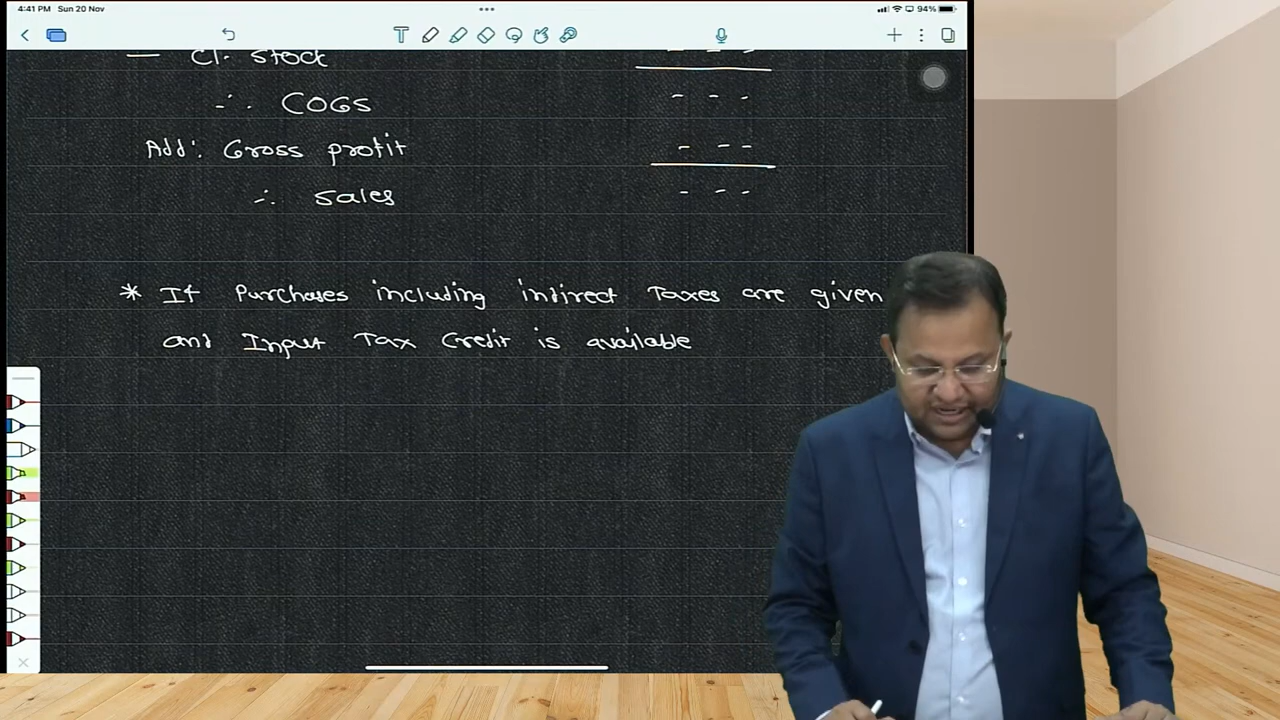 4:41 PM Sun 20 Nov
94%
— Cl. Stock - - -
∴ COGS - - -
Add: Gross profit - - -
∴ Sales - - -
* If Purchases including indirect Taxes are given
and Input Tax Credit is available